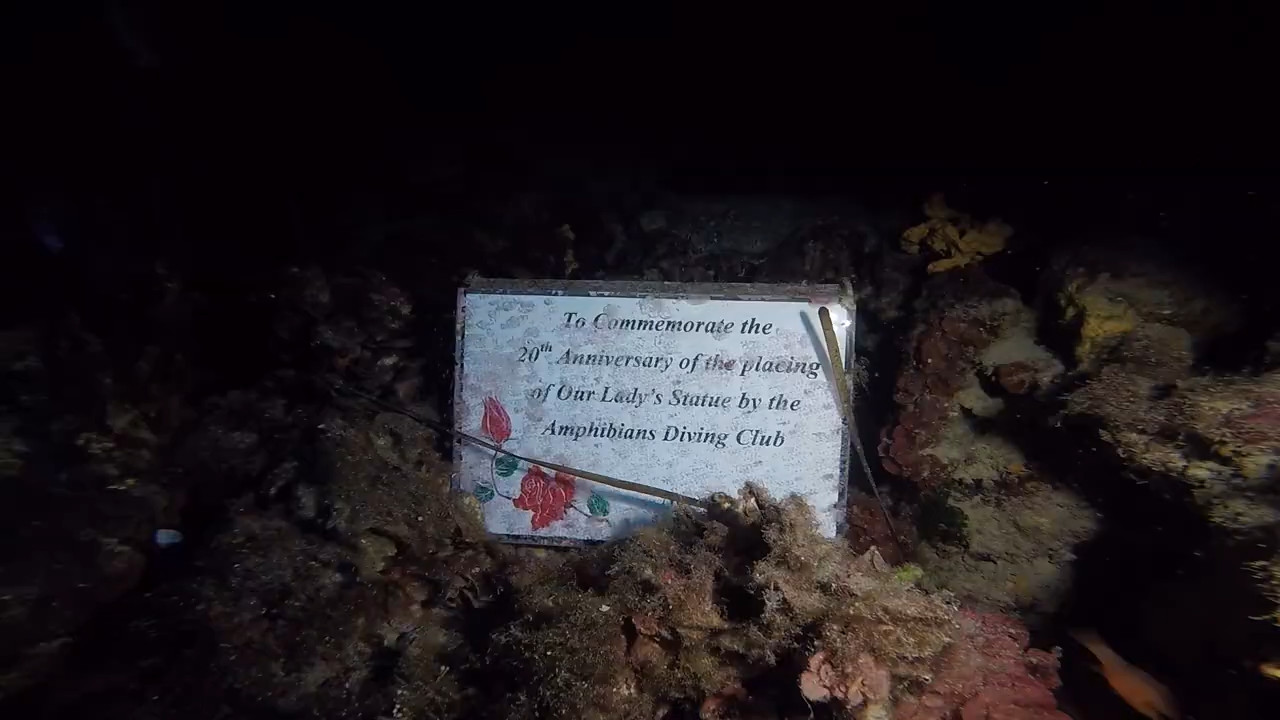 To Commemorate the
20th Anniversary of the placing
of Our Lady's Statue by the
Amphibians Diving Club